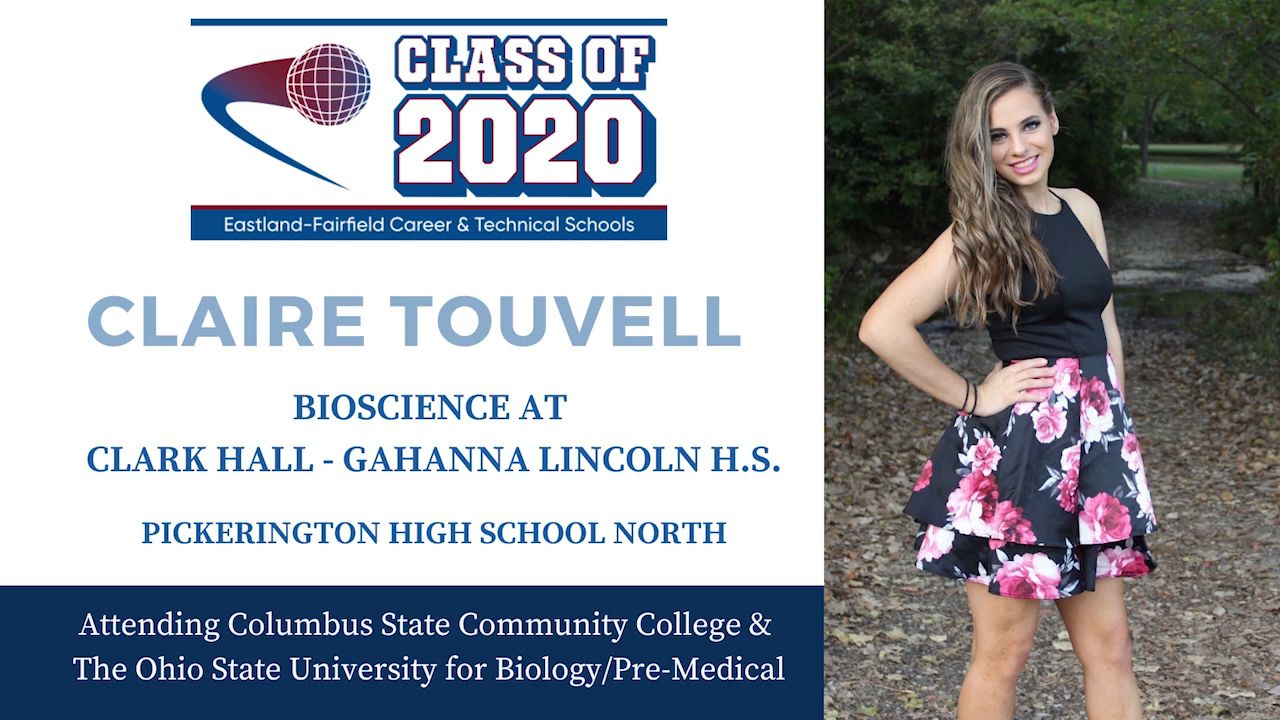 CLASS OF
2020
Eastland-Fairfield Career & Technical Schools
CLAIRE TOUVELL
BIOSCIENCE AT
CLARK HALL - GAHANNA LINCOLN H.S.
PICKERINGTON HIGH SCHOOL NORTH
Attending Columbus State Community College &
The Ohio State University for Biology/Pre-Medical